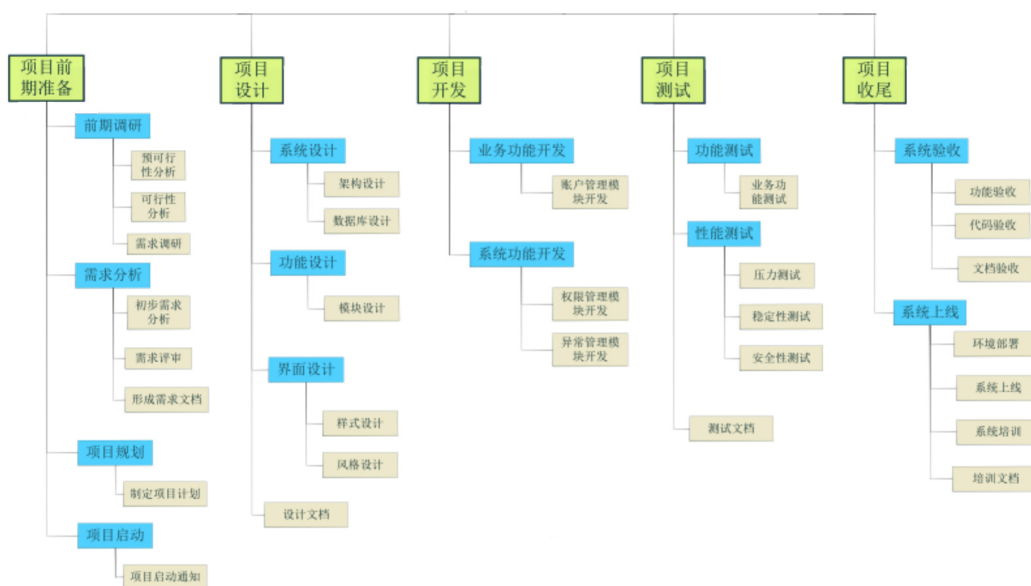 项目前
期准备
前期调研
预可行
性分析
可行性
分析
需求调研
需求分析
初步需求
分析
需求评审
形成需求文档
项目规划
制定项目计划
项目启动
项目启动通知
项目
设计
系统设计
架构设计
数据库设计
功能设计
模块设计
界面设计
样式设计
风格设计
设计文档
项目
开发
业务功能开发
账户管理模
块开发
系统功能开发
权限管理模
块开发
异常管理模
块开发
项目
测试
功能测试
业务功
能测试
性能测试
压力测试
稳定性测试
安全性测试
测试文档
项目
收尾
系统验收
功能验收
代码验收
文档验收
系统上线
环境部署
系统上线
系统培训
培训文档